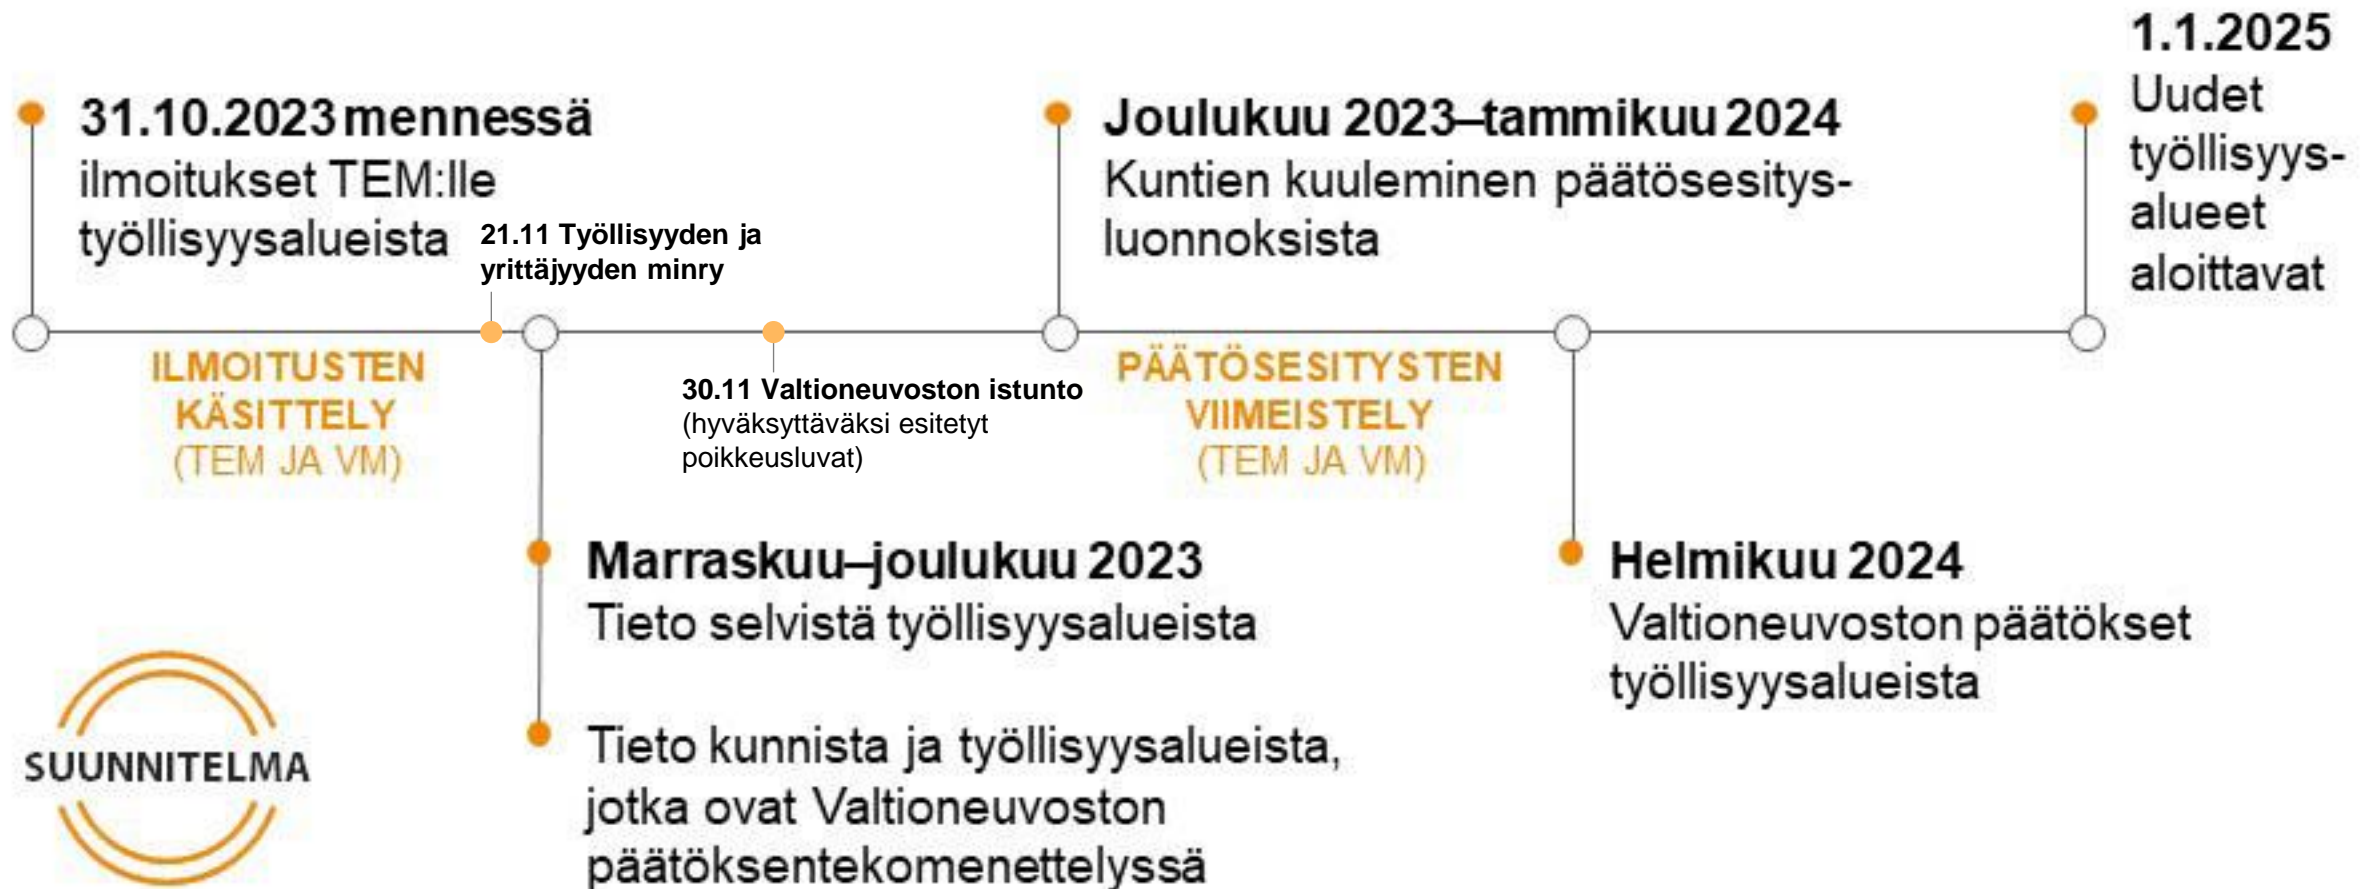 31.10.2023 mennessä
ilmoitukset TEM:lle
työllisyysalueista
21.11 Työllisyyden ja
yrittäjyyden minry
Joulukuu 2023–tammikuu 2024
Kuntien kuuleminen päätösesitys-
luonnoksista
1.1.2025
Uudet
työllisyys-
alueet
aloittavat
ILMOITUSTEN
KÄSITTELY
(TEM JA VM)
30.11 Valtioneuvoston istunto
(hyväksyttäväksi esitetyt
poikkeusluvat)
PÄÄTÖSESITYSTEN
VIIMEISTELY
(TEM JA VM)
Marraskuu–joulukuu 2023
Tieto selvistä työllisyysalueista
Tieto kunnista ja työllisyysalueista,
jotka ovat Valtioneuvoston
päätöksentekomenettelyssä
Helmikuu 2024
Valtioneuvoston päätökset
työllisyysalueista
SUUNNITELMA